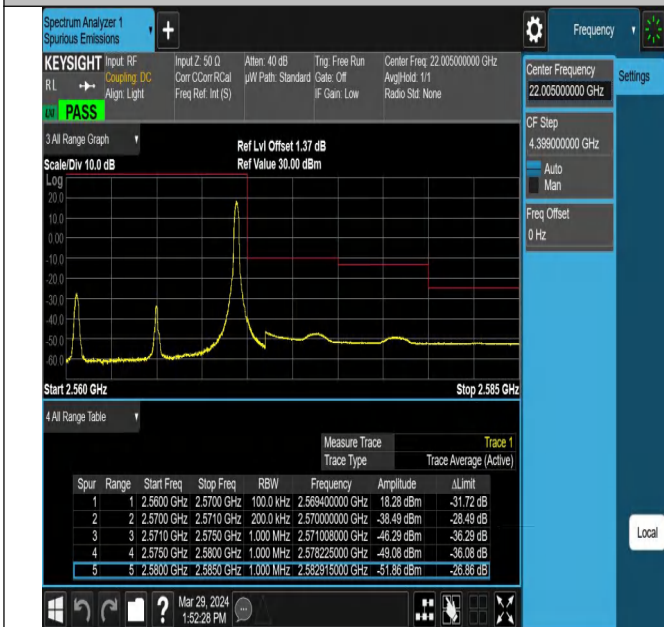 Spectrum Analyzer 1
Spurious Emissions
Frequency
KEYSIGHT
RL
PASS
Input: RF
Coupling: DC
Align: Light
Input Z: 50 Ω
Corr CCorr RCal
Freq Ref: Int (S)
Atten: 40 dB
µW Path: Standard
Trig: Free Run
Gate: Off
IF Gain: Low
Center Freq: 22.005000000 GHz
Avg|Hold: 1/1
Radio Std: None
Center Frequency
22.005000000 GHz
Settings
CF Step
4.399000000 GHz
Auto
Man
Freq Offset
0 Hz
Local
3 All Range Graph
Scale/Div 10.0 dB
Ref Lvl Offset 1.37 dB
Ref Value 30.00 dBm
Log
20.0
10.0
0.00
-10.0
-20.0
-30.0
-40.0
-50.0
-60.0
Start 2.560 GHz
Stop 2.585 GHz
4 All Range Table
Measure Trace Trace 1
Trace Type Trace Average (Active)
Spur Range Start Freq Stop Freq RBW Frequency Amplitude ΔLimit
1 1 2.5600 GHz 2.5700 GHz 100.0 kHz 2.569400000 GHz 18.28 dBm -31.72 dB
2 2 2.5700 GHz 2.5710 GHz 200.0 kHz 2.570000000 GHz -38.49 dBm -28.49 dB
3 3 2.5710 GHz 2.5750 GHz 1.000 MHz 2.571008000 GHz -46.29 dBm -36.29 dB
4 4 2.5750 GHz 2.5800 GHz 1.000 MHz 2.578225000 GHz -49.08 dBm -36.08 dB
5 5 2.5800 GHz 2.5850 GHz 1.000 MHz 2.582915000 GHz -51.86 dBm -26.86 dB
Mar 29, 2024
1:52:28 PM